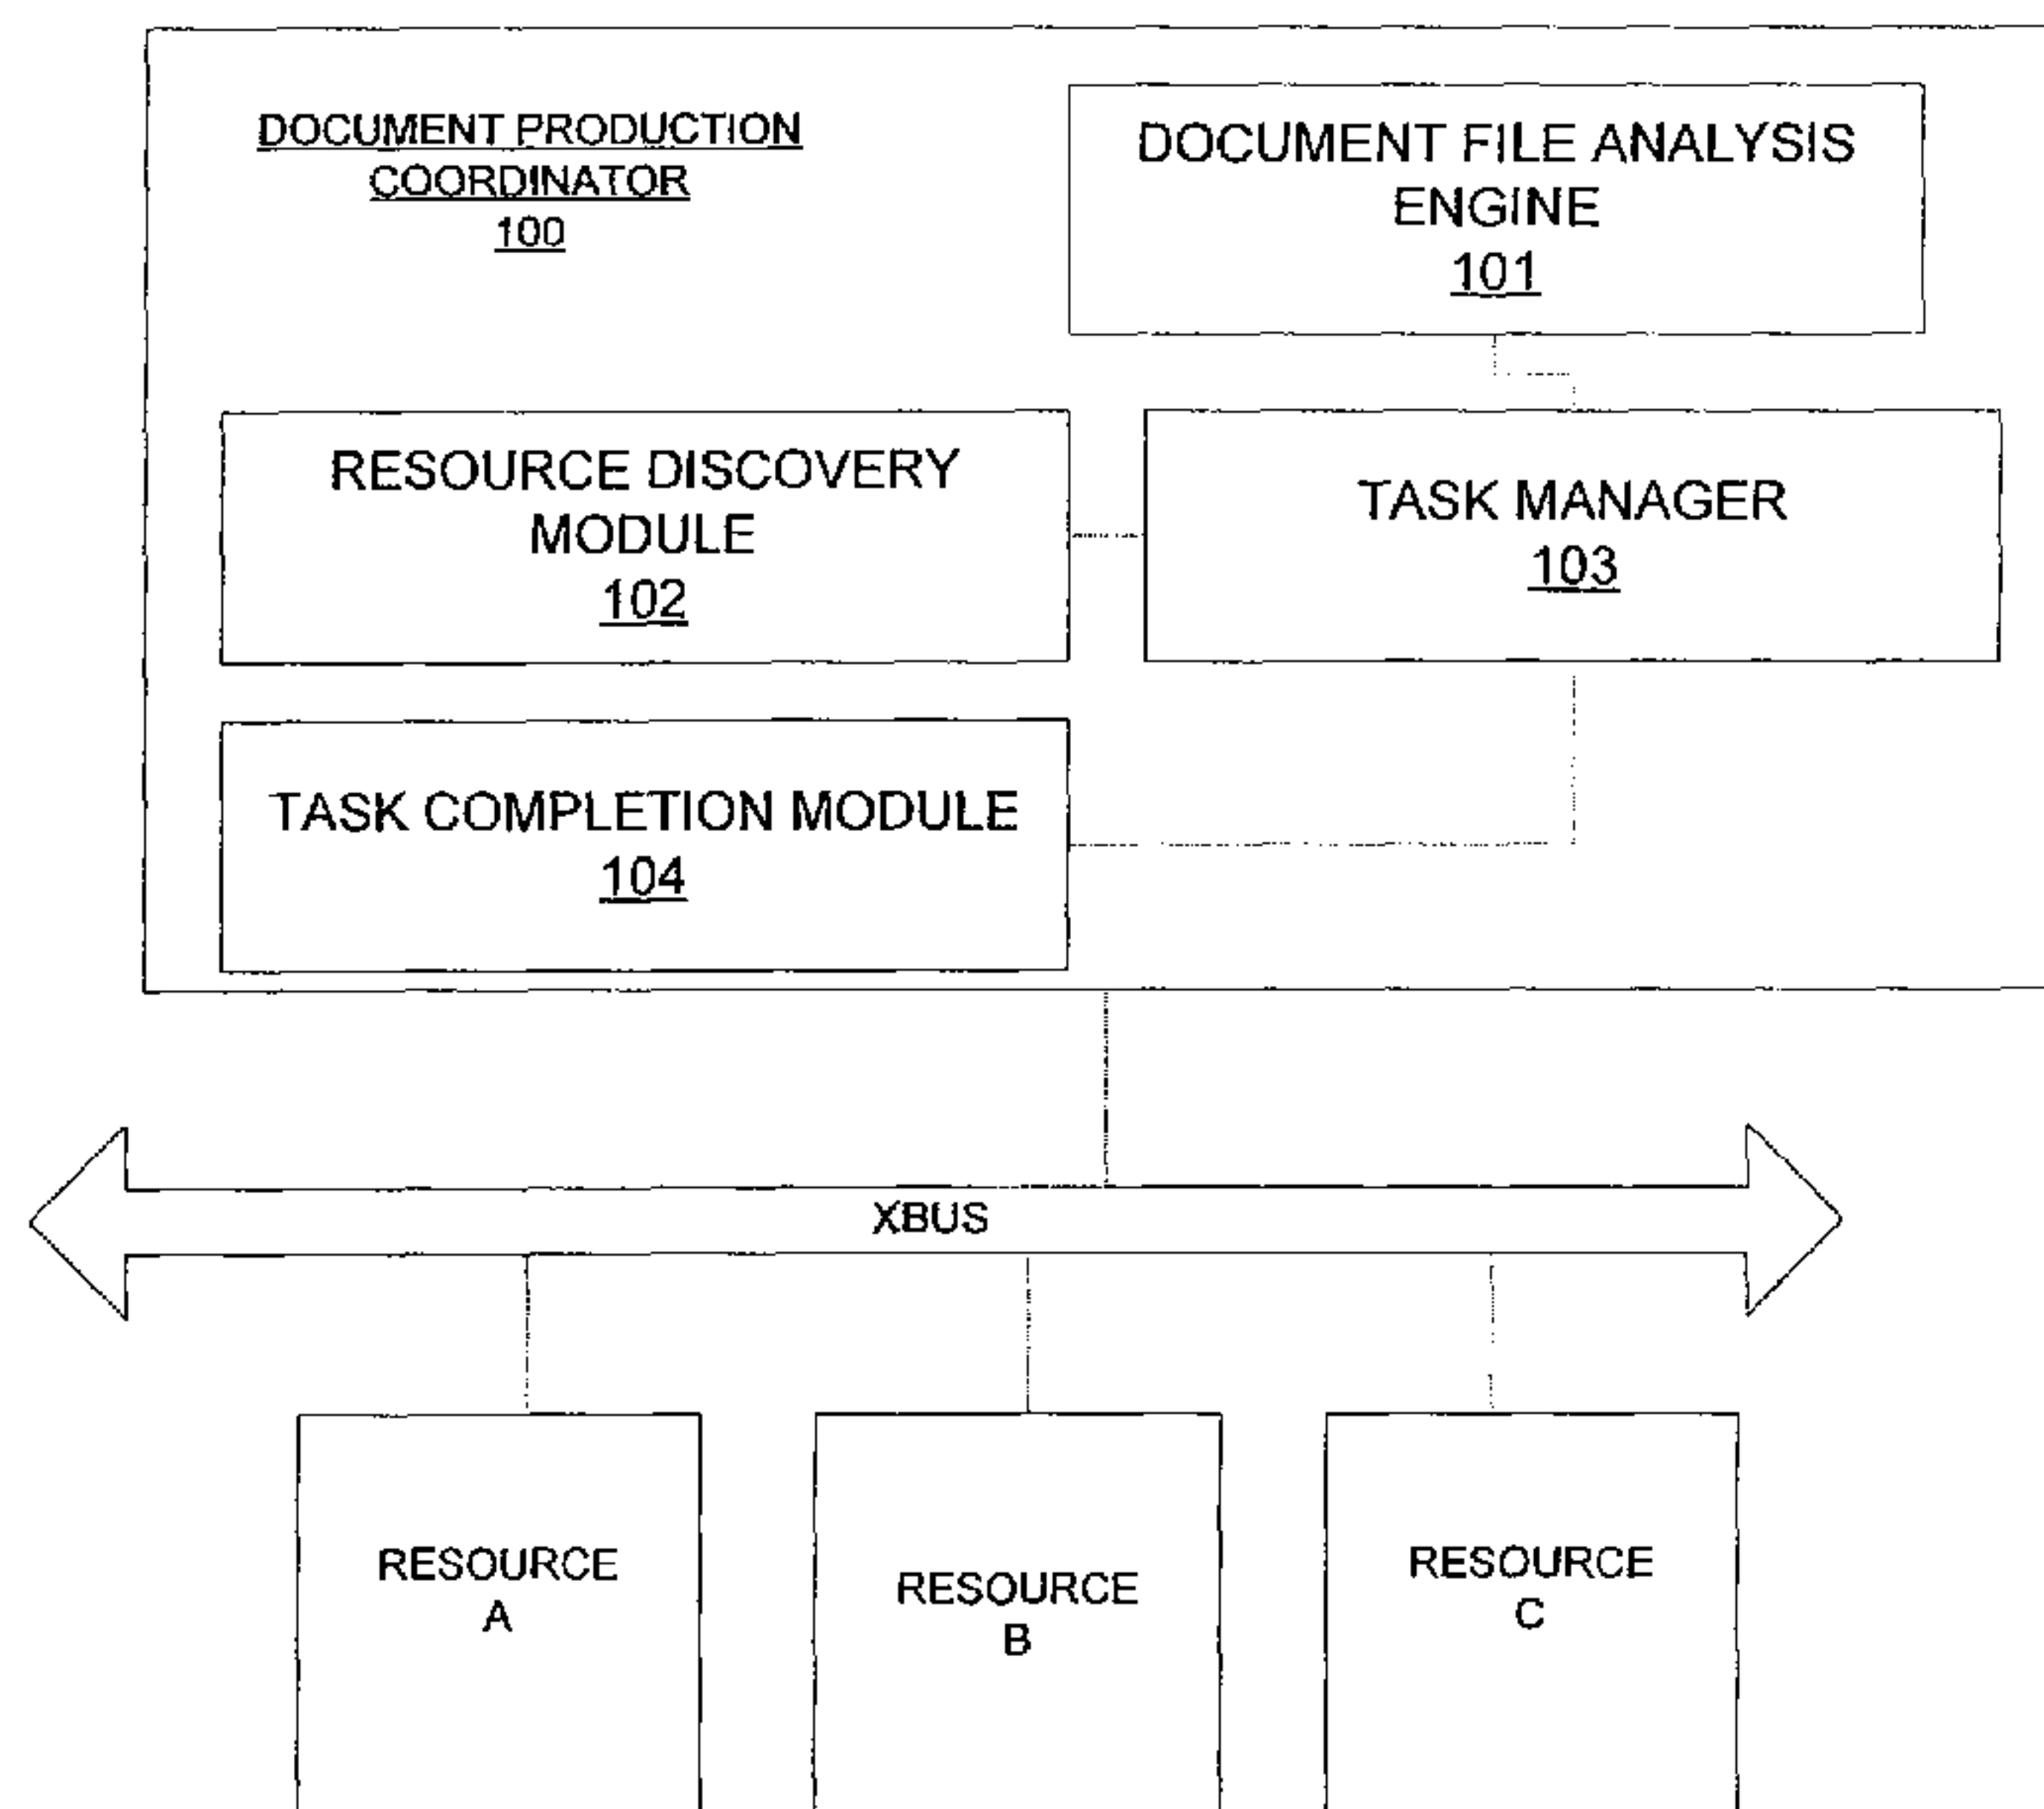 DOCUMENT PRODUCTION
COORDINATOR
100
DOCUMENT FILE ANALYSIS
ENGINE
101
RESOURCE DISCOVERY
MODULE
102
TASK MANAGER
103
TASK COMPLETION MODULE
104
XBUS
RESOURCE
A
RESOURCE
B
RESOURCE
C